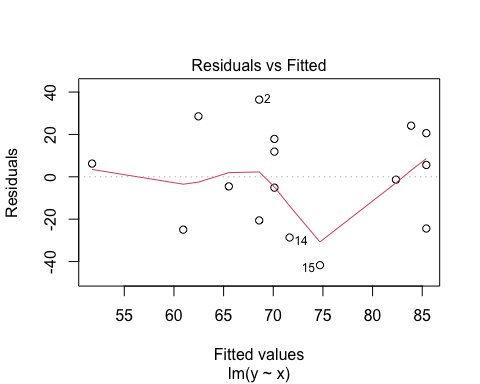 Residuals vs Fitted
Residuals
40
20
0
-20
-40
2
14
15
55 60 65 70 75 80 85
Fitted values
lm(y ~ x)